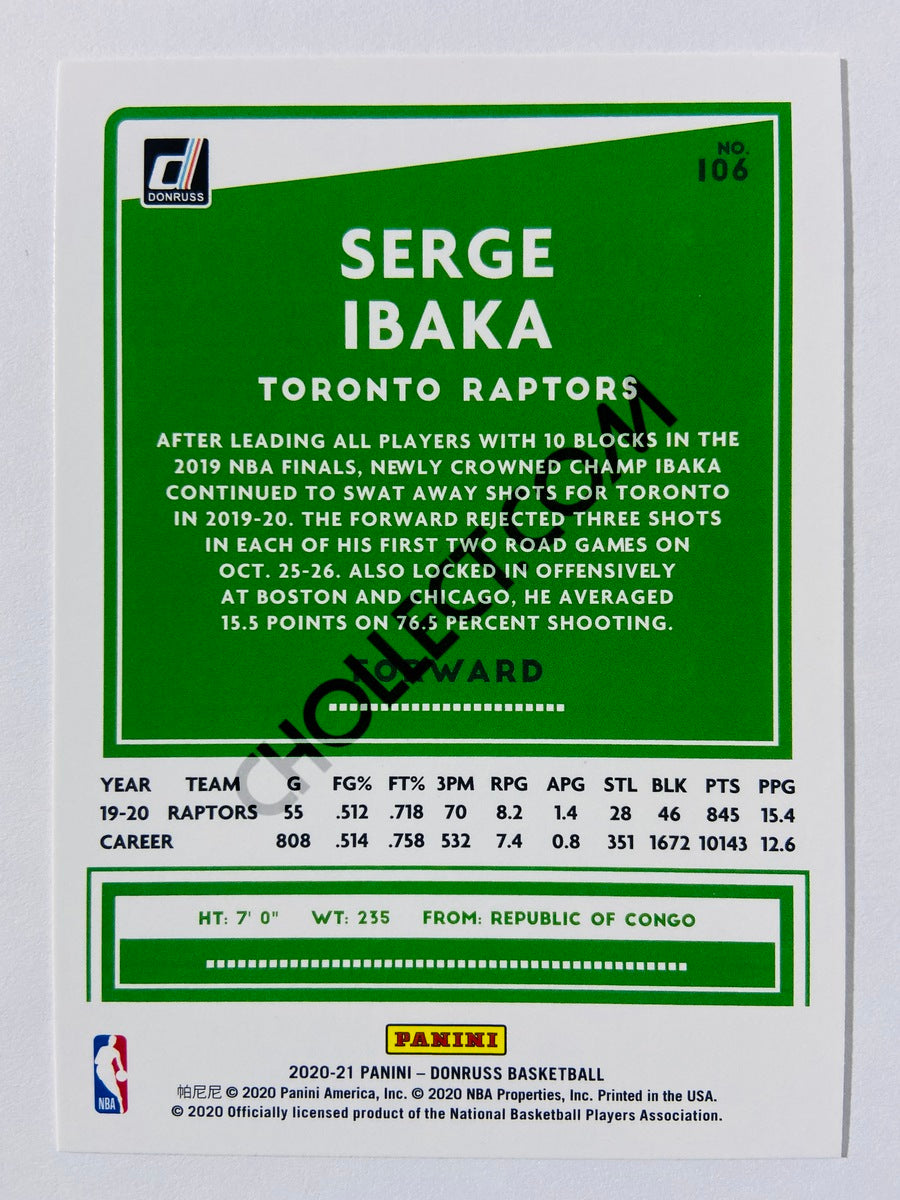 DONRUSS
NO.
106
SERGE
IBAKA
TORONTO RAPTORS
AFTER LEADING ALL PLAYERS WITH 10 BLOCKS IN THE
2019 NBA FINALS, NEWLY CROWNED CHAMP IBAKA
CONTINUED TO SWAT AWAY SHOTS FOR TORONTO
IN 2019-20. THE FORWARD REJECTED THREE SHOTS
IN EACH OF HIS FIRST TWO ROAD GAMES ON
OCT. 25-26. ALSO LOCKED IN OFFENSIVELY
AT BOSTON AND CHICAGO, HE AVERAGED
15.5 POINTS ON 76.5 PERCENT SHOOTING.
FORWARD
CHOLLECT.COM
YEAR TEAM G FG% FT% 3PM RPG APG STL BLK PTS PPG
19-20 RAPTORS 55 .512 .718 70 8.2 1.4 28 46 845 15.4
CAREER 808 .514 .758 532 7.4 0.8 351 1672 10143 12.6
HT: 7' 0" WT: 235 FROM: REPUBLIC OF CONGO
PANINI
NBA
2020-21 PANINI – DONRUSS BASKETBALL
帕尼尼 © 2020 Panini America, Inc. © 2020 NBA Properties, Inc. Printed in the USA.
© 2020 Officially licensed product of the National Basketball Players Association.